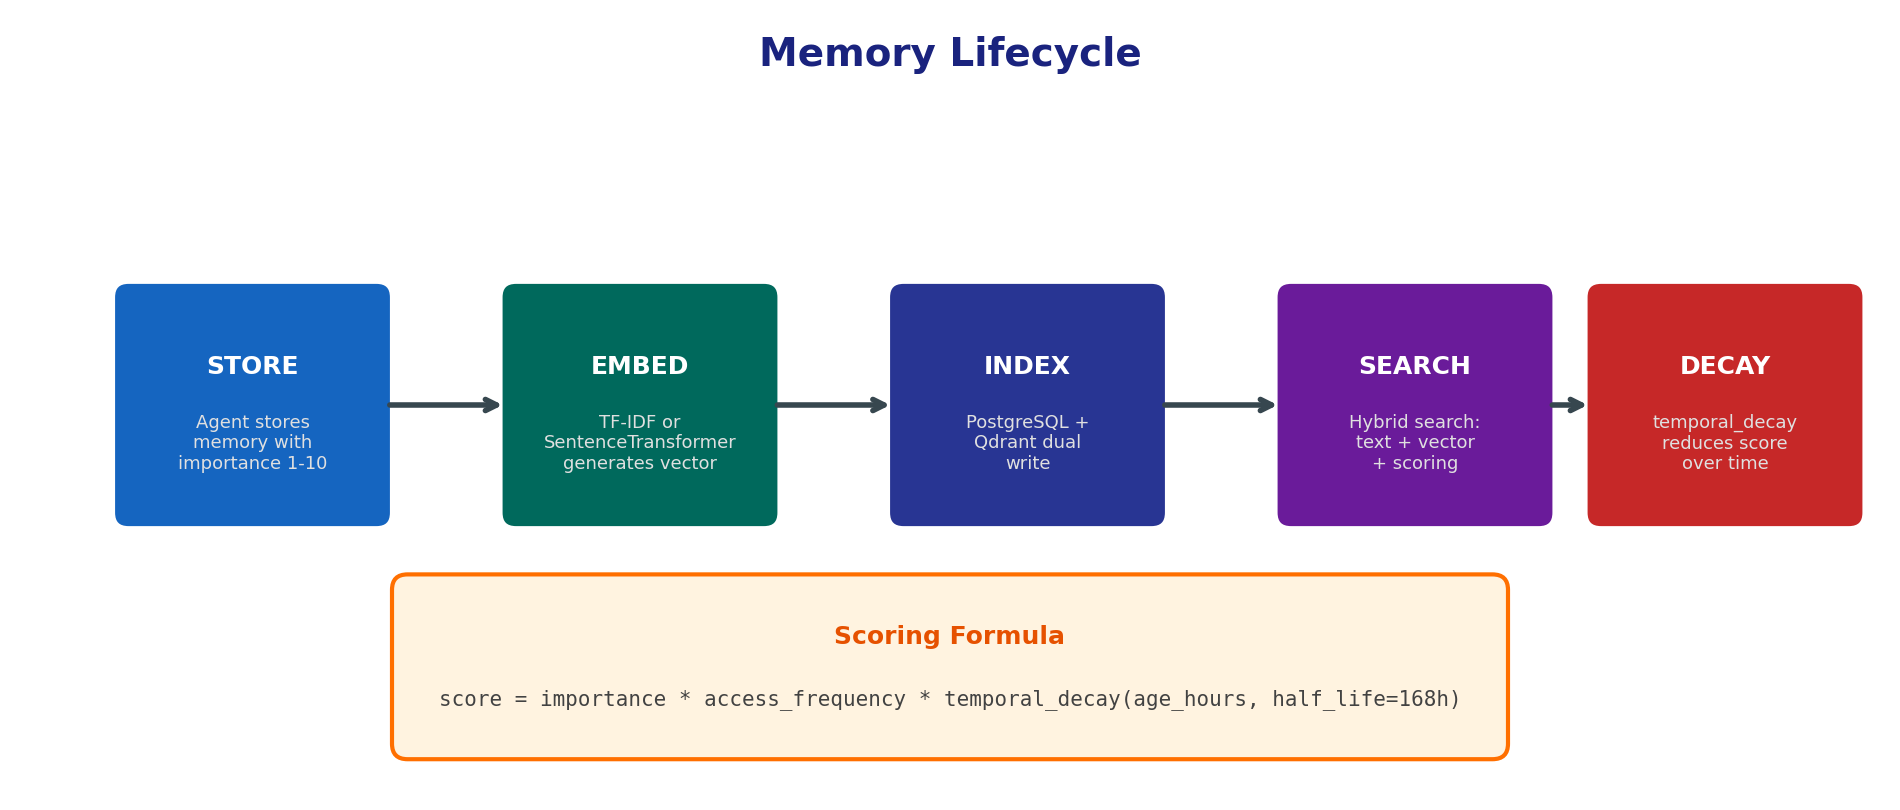 Memory Lifecycle
STORE
Agent stores
memory with
importance 1-10
EMBED
TF-IDF or
SentenceTransformer
generates vector
INDEX
PostgreSQL +
Qdrant dual
write
SEARCH
Hybrid search:
text + vector
+ scoring
DECAY
temporal_decay
reduces score
over time
Scoring Formula
score = importance * access_frequency * temporal_decay(age_hours, half_life=168h)